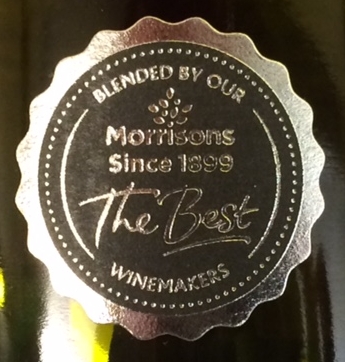 BLENDED BY OUR
Morrisons
Since 1899
The Best
WINEMAKERS